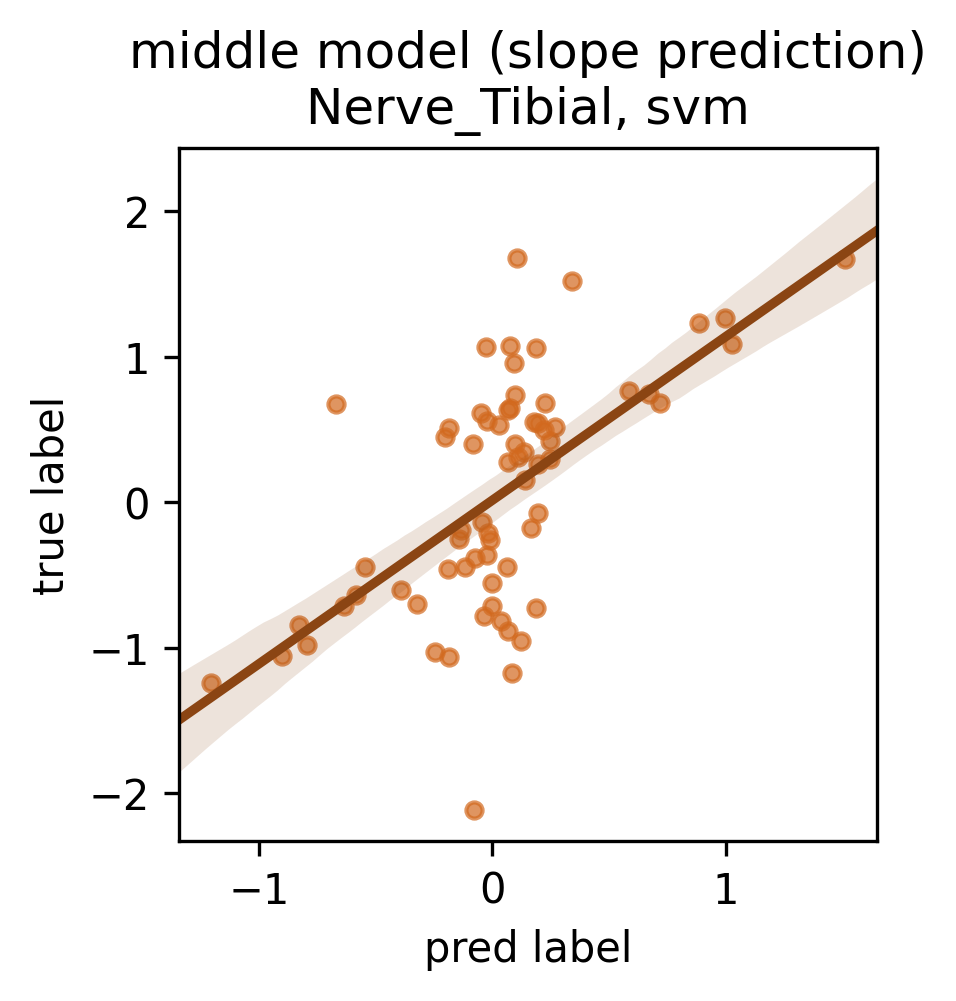 middle model (slope prediction)
Nerve_Tibial, svm
2
1
0
−1
−2
true label
−1
0
1
pred label